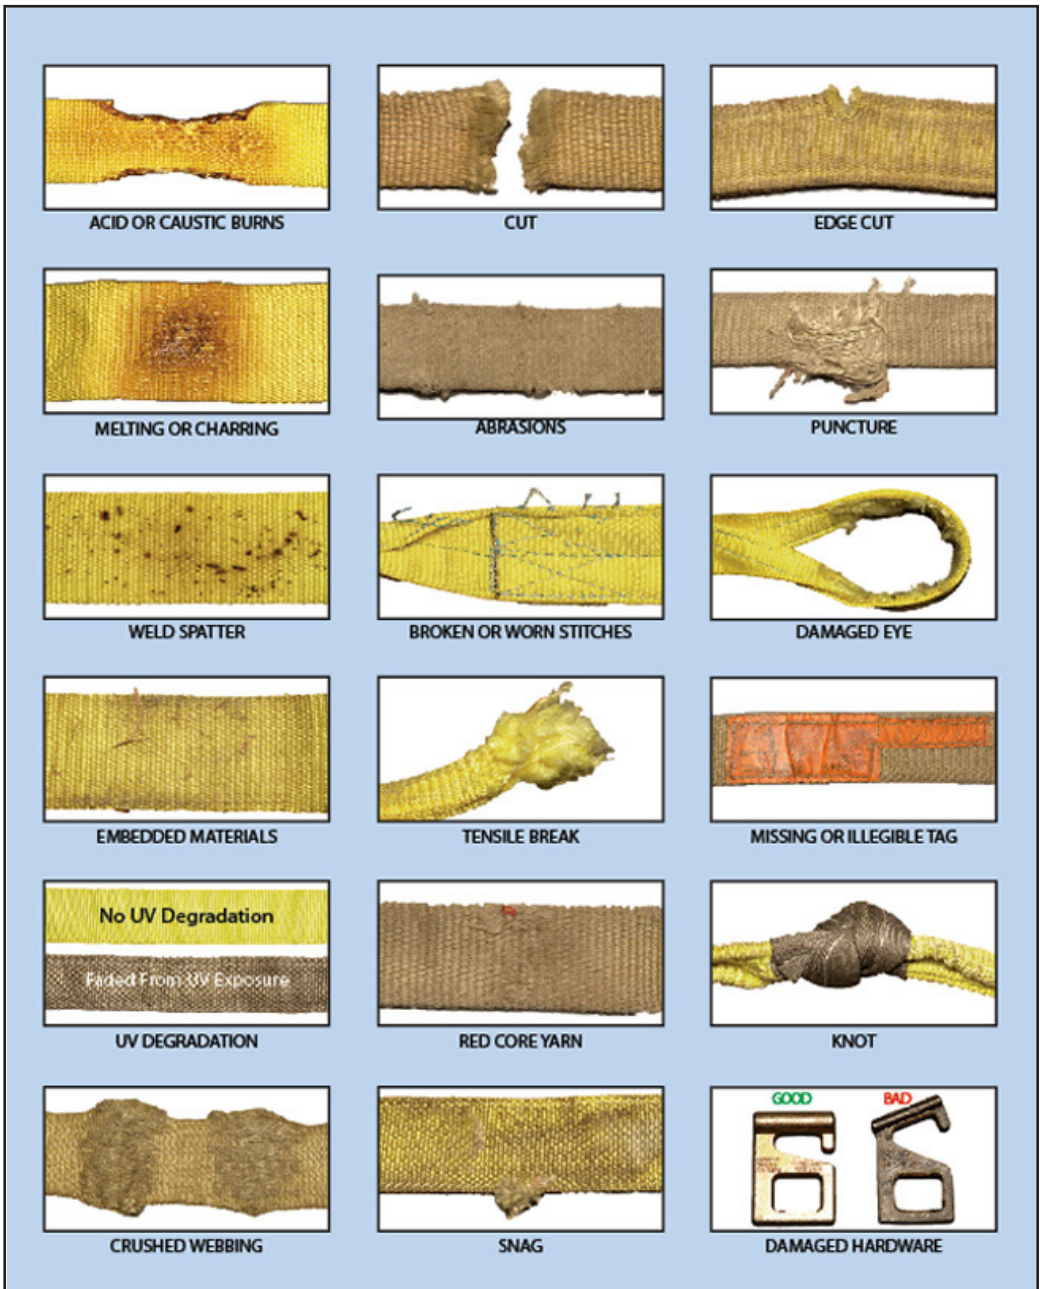 ACID OR CAUSTIC BURNS
CUT
EDGE CUT
MELTING OR CHARRING
ABRASIONS
PUNCTURE
WELD SPATTER
BROKEN OR WORN STITCHES
DAMAGED EYE
EMBEDDED MATERIALS
TENSILE BREAK
MISSING OR ILLEGIBLE TAG
No UV Degradation
Faded From UV Exposure
UV DEGRADATION
RED CORE YARN
KNOT
GOOD
BAD
CRUSHED WEBBING
SNAG
DAMAGED HARDWARE